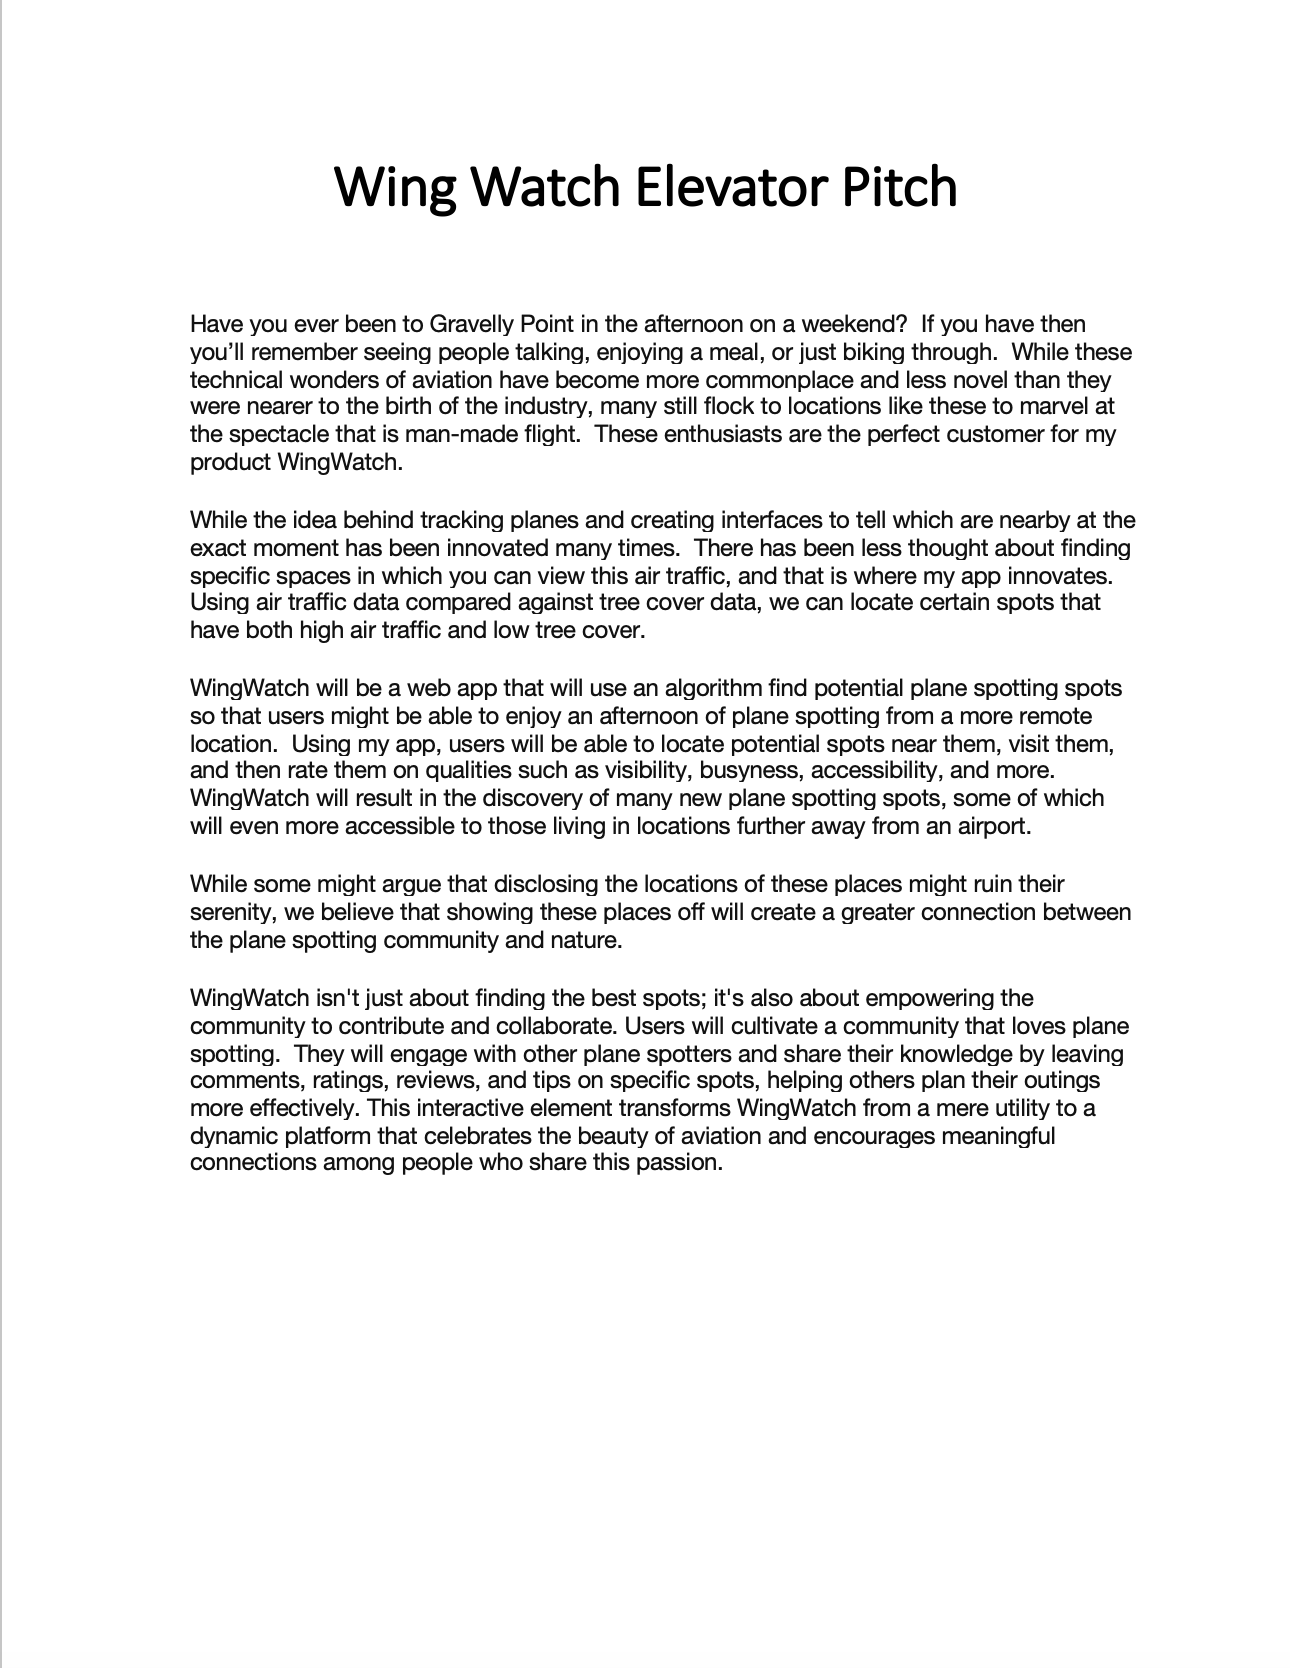 Wing Watch Elevator Pitch
Have you ever been to Gravelly Point in the afternoon on a weekend?  If you have then
you’ll remember seeing people talking, enjoying a meal, or just biking through.  While these
technical wonders of aviation have become more commonplace and less novel than they
were nearer to the birth of the industry, many still flock to locations like these to marvel at
the spectacle that is man-made flight.  These enthusiasts are the perfect customer for my
product WingWatch.
While the idea behind tracking planes and creating interfaces to tell which are nearby at the
exact moment has been innovated many times.  There has been less thought about finding
specific spaces in which you can view this air traffic, and that is where my app innovates.
Using air traffic data compared against tree cover data, we can locate certain spots that
have both high air traffic and low tree cover.
WingWatch will be a web app that will use an algorithm find potential plane spotting spots
so that users might be able to enjoy an afternoon of plane spotting from a more remote
location.  Using my app, users will be able to locate potential spots near them, visit them,
and then rate them on qualities such as visibility, busyness, accessibility, and more.
WingWatch will result in the discovery of many new plane spotting spots, some of which
will even more accessible to those living in locations further away from an airport.
While some might argue that disclosing the locations of these places might ruin their
serenity, we believe that showing these places off will create a greater connection between
the plane spotting community and nature.
WingWatch isn't just about finding the best spots; it's also about empowering the
community to contribute and collaborate. Users will cultivate a community that loves plane
spotting.  They will engage with other plane spotters and share their knowledge by leaving
comments, ratings, reviews, and tips on specific spots, helping others plan their outings
more effectively. This interactive element transforms WingWatch from a mere utility to a
dynamic platform that celebrates the beauty of aviation and encourages meaningful
connections among people who share this passion.